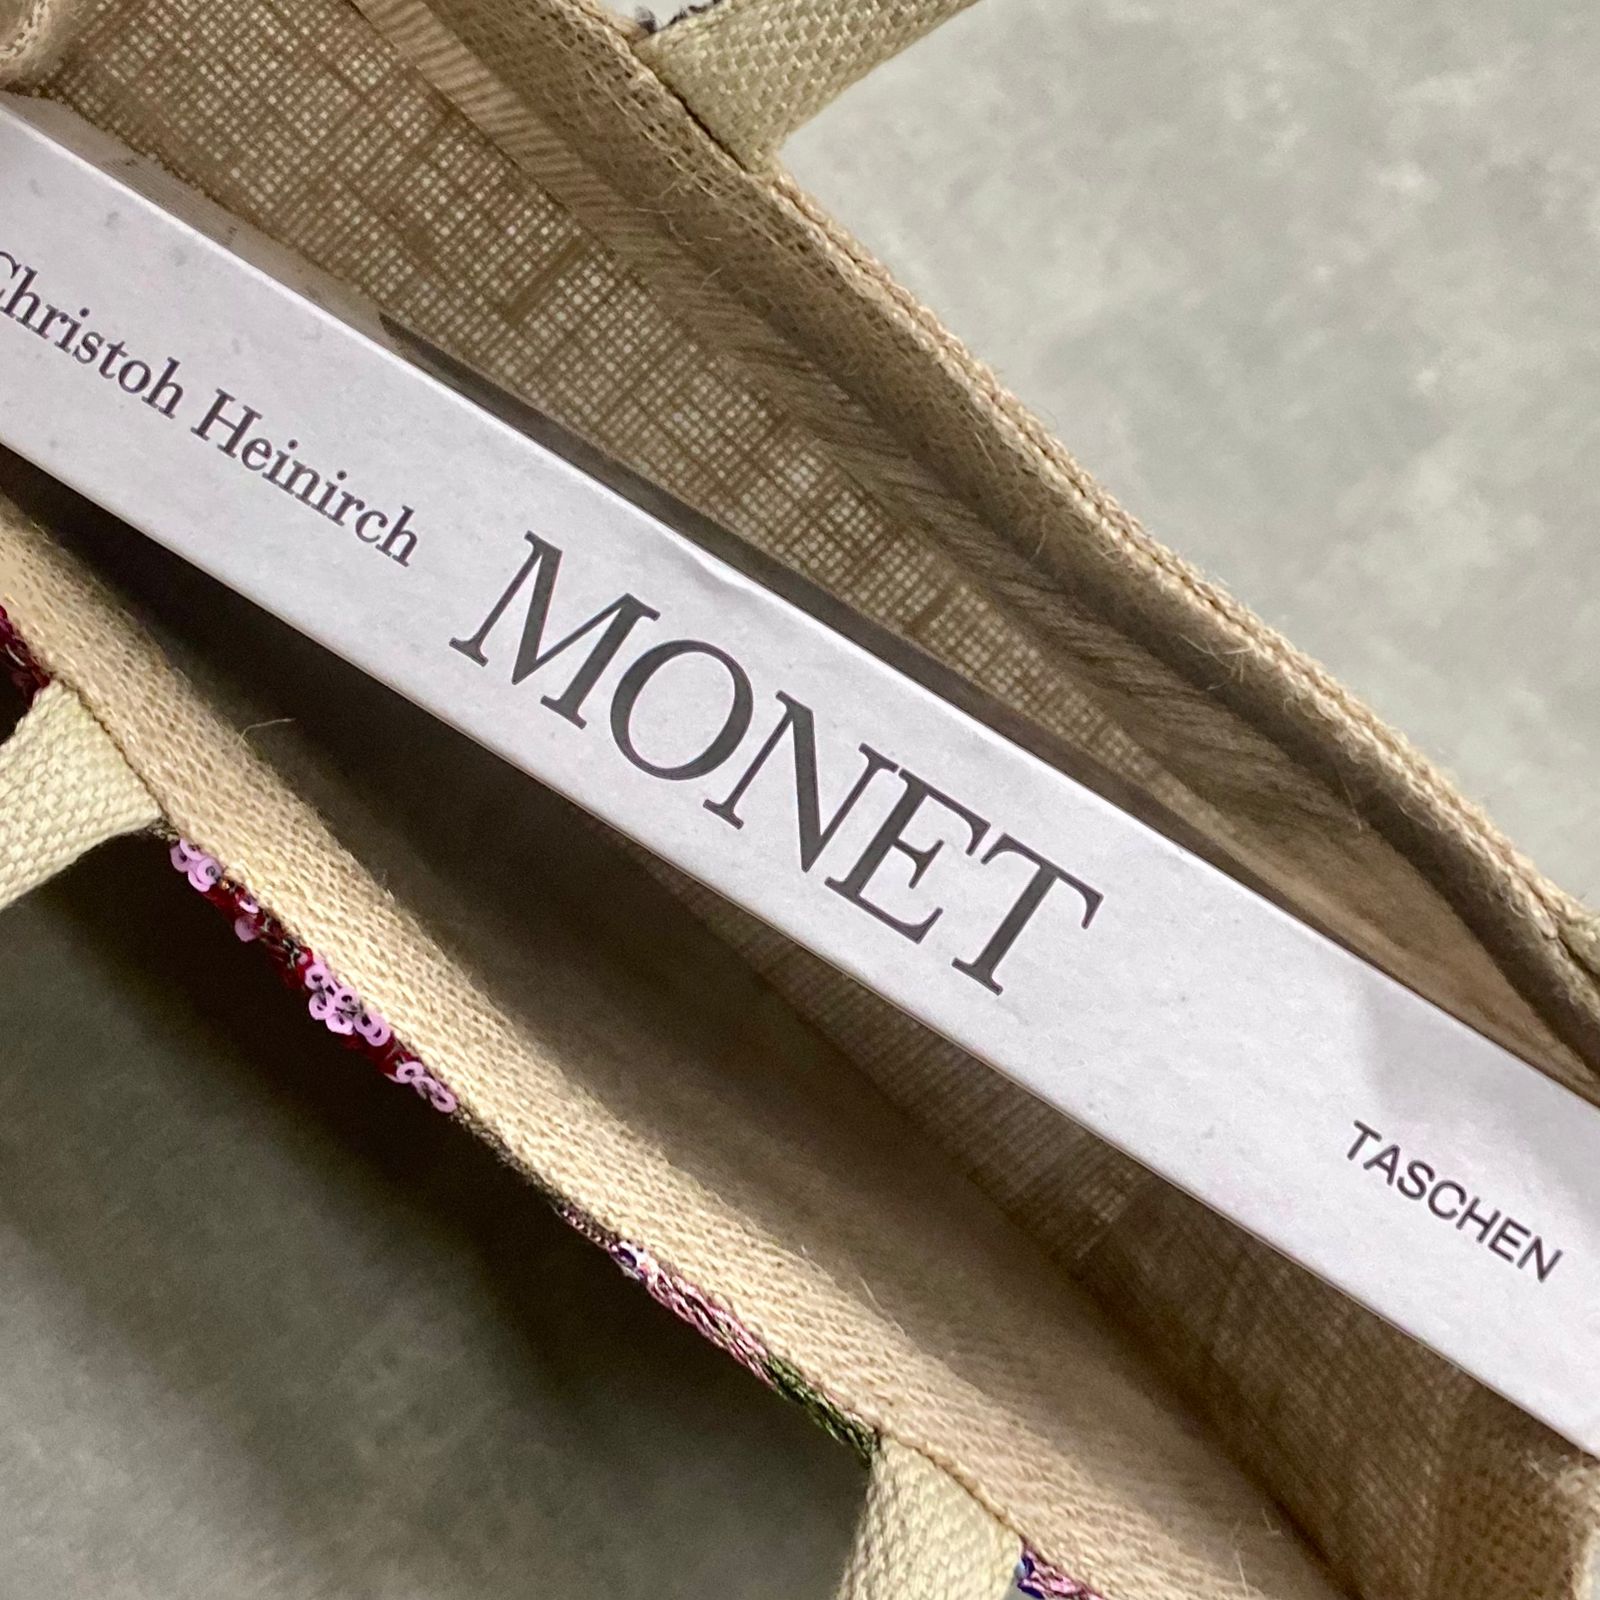 Christoh Heinirch
MONET
TASCHEN